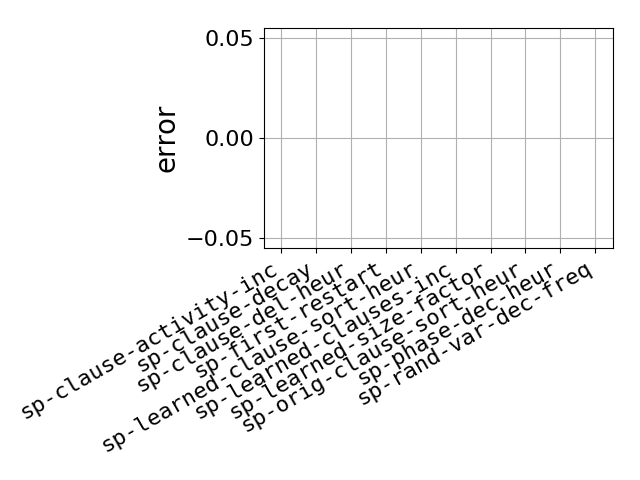 0.05
0.00
−0.05
error
sp-clause-activity-inc
sp-clause-decay
sp-clause-del-heur
sp-first-restart
sp-learned-clause-sort-heur
sp-learned-clauses-inc
sp-learned-size-factor
sp-orig-clause-sort-heur
sp-phase-dec-heur
sp-rand-var-dec-freq